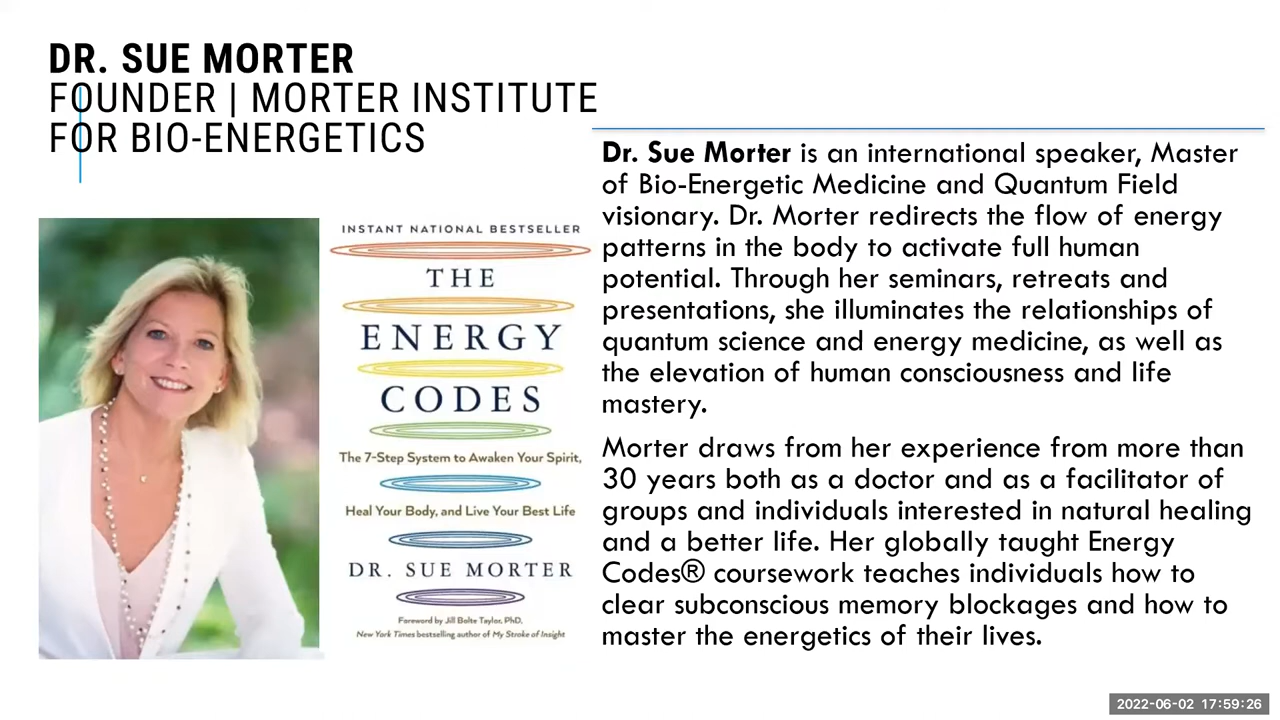 DR. SUE MORTER
FOUNDER | MORTER INSTITUTE
FOR BIO-ENERGETICS
INSTANT NATIONAL BESTSELLER
THE
ENERGY
CODES
The 7-Step System to Awaken Your Spirit,
Heal Your Body, and Live Your Best Life
DR. SUE MORTER
Foreword by Jill Bolte Taylor, PhD,
New York Times bestselling author of My Stroke of Insight
Dr. Sue Morter is an international speaker, Master
of Bio-Energetic Medicine and Quantum Field
visionary. Dr. Morter redirects the flow of energy
patterns in the body to activate full human
potential. Through her seminars, retreats and
presentations, she illuminates the relationships of
quantum science and energy medicine, as well as
the elevation of human consciousness and life
mastery.
Morter draws from her experience from more than
30 years both as a doctor and as a facilitator of
groups and individuals interested in natural healing
and a better life. Her globally taught Energy
Codes® coursework teaches individuals how to
clear subconscious memory blockages and how to
master the energetics of their lives.
2022-06-02 17:59:26